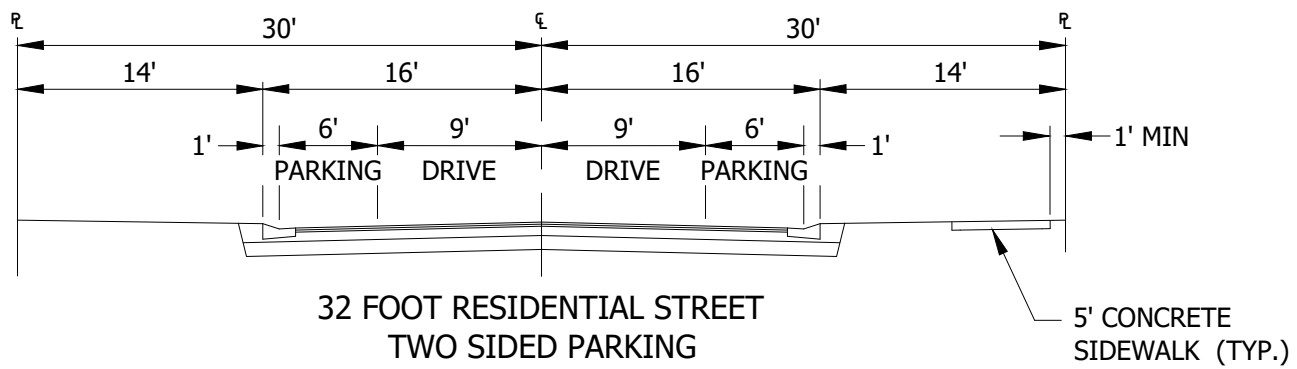 ℄ ℄ ℄
30' 30'
14' 16' 16' 14'
1' 6' 9' 9' 6' 1' 1' MIN
PARKING DRIVE DRIVE PARKING
32 FOOT RESIDENTIAL STREET
TWO SIDED PARKING
5' CONCRETE
SIDEWALK (TYP.)